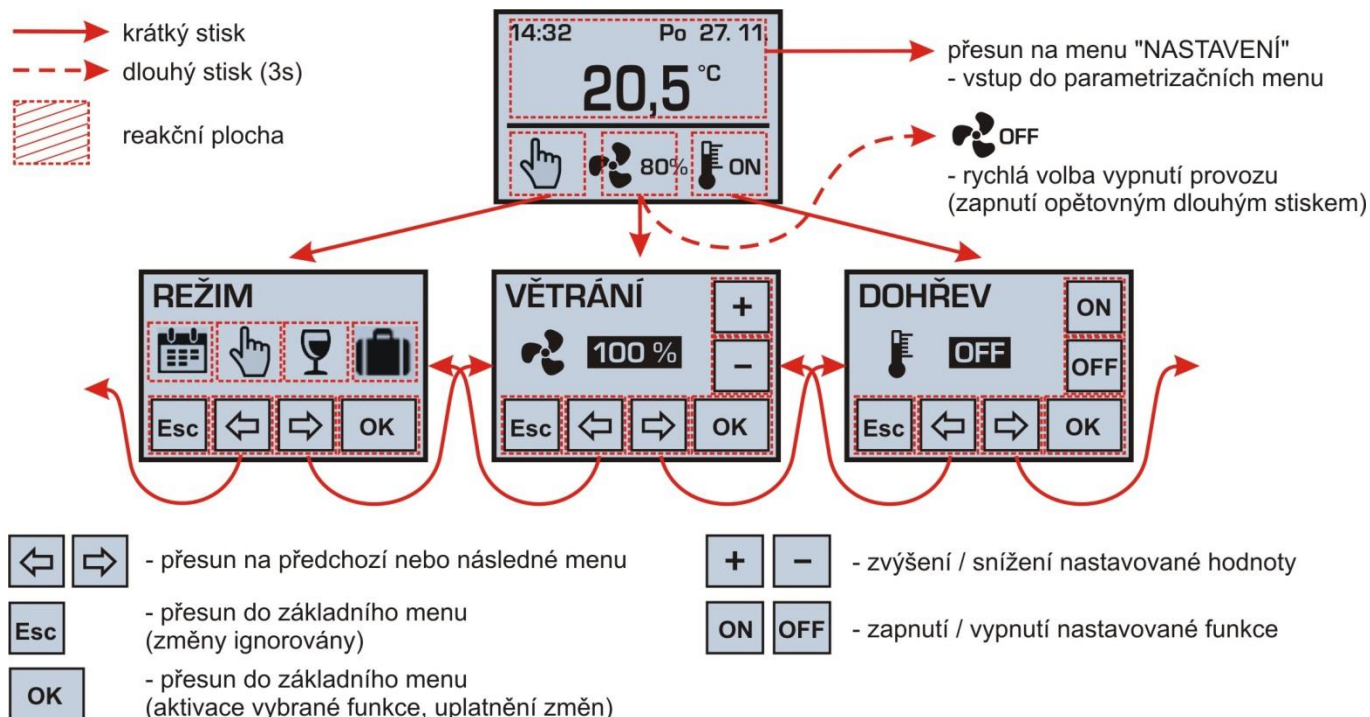 krátký stisk
dlouhý stisk (3s)
reakční plocha
14:32 Po 27. 11.
20,5 °C
80% ON
přesun na menu "NASTAVENÍ"
- vstup do parametrizačních menu
OFF
- rychlá volba vypnutí provozu
(zapnutí opětovným dlouhým stiskem)
REŽIM
Esc OK
VĚTRÁNÍ
+
100 %
−
Esc OK
DOHŘEV
ON
OFF
OFF
Esc OK
- přesun na předchozí nebo následné menu
Esc
- přesun do základního menu
(změny ignorovány)
OK
- přesun do základního menu
(aktivace vybrané funkce, uplatnění změn)
+ − - zvýšení / snížení nastavované hodnoty
ON OFF - zapnutí / vypnutí nastavované funkce